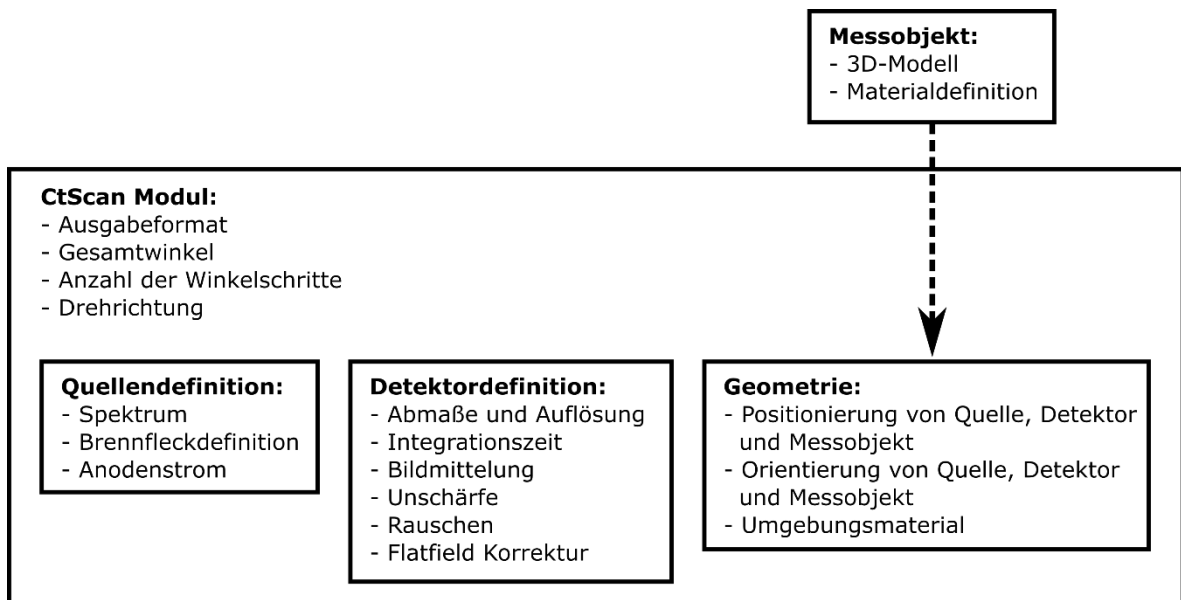 Messobjekt:
- 3D-Modell
- Materialdefinition
CtScan Modul:
- Ausgabeformat
- Gesamtwinkel
- Anzahl der Winkelschritte
- Drehrichtung
Quellendefinition:
- Spektrum
- Brennfleckdefinition
- Anodenstrom
Detektordefinition:
- Abmaße und Auflösung
- Integrationszeit
- Bildmittelung
- Unschärfe
- Rauschen
- Flatfield Korrektur
Geometrie:
- Positionierung von Quelle, Detektor
und Messobjekt
- Orientierung von Quelle, Detektor
und Messobjekt
- Umgebungsmaterial